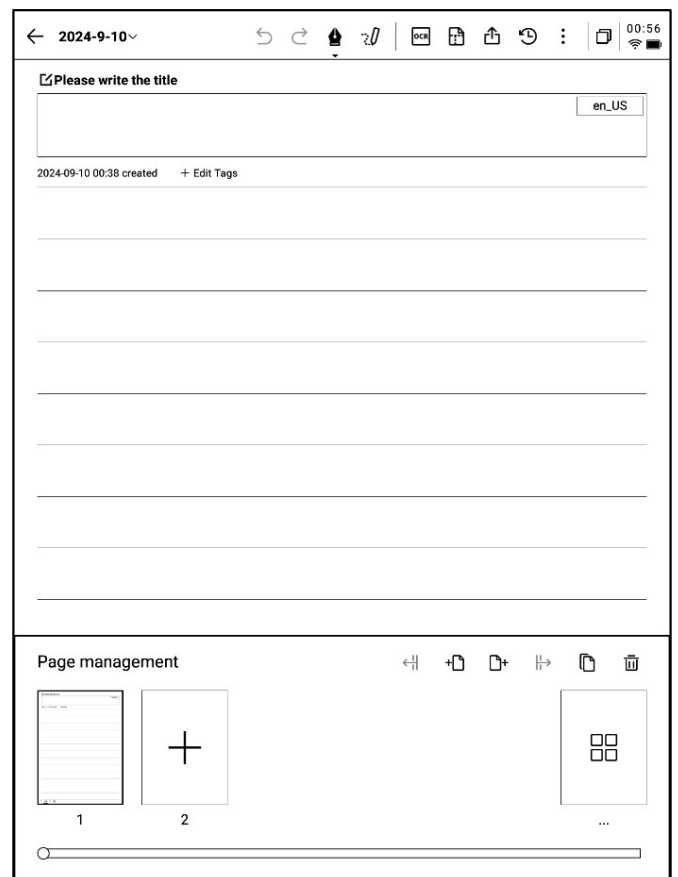 2024-9-10
OCR
00:56
Please write the title
en_US
2024-09-10 00:38 created + Edit Tags
Page management
1 2 ...